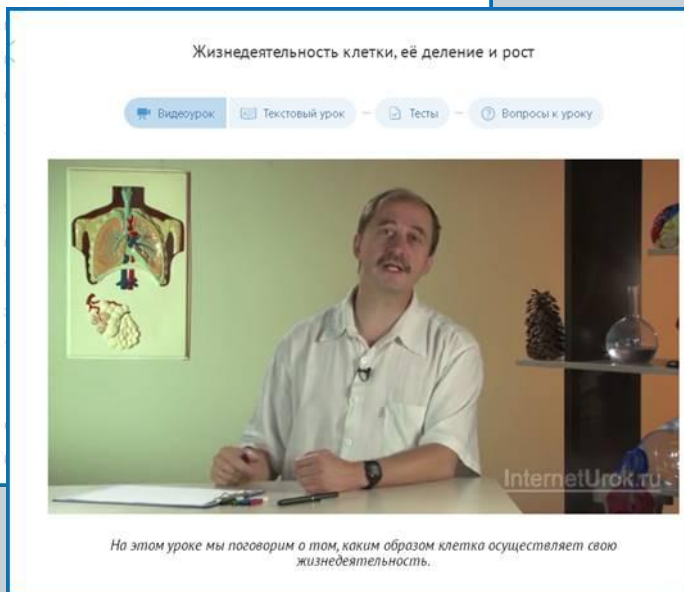 Жизнедеятельность клетки, её деление и рост
Видеоурок
Текстовый урок
Тесты
Вопросы к уроку
InternetUrok.ru
На этом уроке мы поговорим о том, каким образом клетка осуществляет свою
жизнедеятельность.